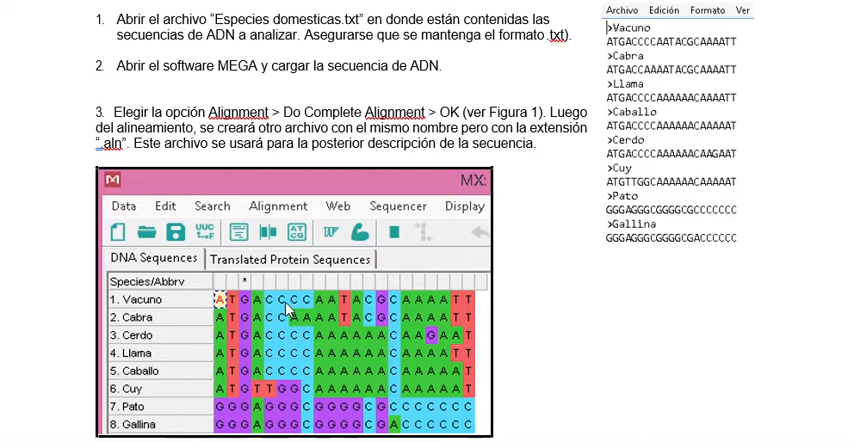 1. Abrir el archivo "Especies domesticas.txt" en donde están contenidas las
secuencias de ADN a analizar. Asegurarse que se mantenga el formato .txt).
2. Abrir el software MEGA y cargar la secuencia de ADN.
3. Elegir la opción Alignment > Do Complete Alignment > OK (ver Figura 1). Luego
del alineamiento, se creará otro archivo con el mismo nombre pero con la extensión
“.aln”. Este archivo se usará para la posterior descripción de la secuencia.
M MX:
Data Edit Search Alignment Web Sequencer Display
UUC F AT CG W
DNA Sequences Translated Protein Sequences
Species/Abbrv *
1. Vacuno A T G A C C C C A A T A C G C A A A A T T
2. Cabra A T G A C C A A A A T A C G C A A A A T T
3. Cerdo A T G A C C C C A A A A A A C A A G A A T
4. Llama A T G A C C C C A A A A A A C A A A A T T
5. Caballo A T G A C C C C A A A A A A C A A A A A T
6. Cuy A T G T T G G C A A A A A A C A A A A A T
7. Pato G G G A G G G C G G G G C G C C C C C C C
8. Gallina G G G A G G G C G G G G C G A C C C C C C
Archivo Edición Formato Ver
>Vacuno
ATGACCCCAATACGCAAAATT
>Cabra
ATGACCAAAATACGCAAAATT
>Llama
ATGACCCCAAAAAACAAAATT
>Caballo
ATGACCCCAAAAAACAAAAAT
>Cerdo
ATGACCCCAAAAAACAAGAAT
>Cuy
ATGTTGGCAAAAAACAAAAAT
>Pato
GGGAGGGCGGGGCGCCCCCCC
>Gallina
GGGAGGGCGGGGCGACCCCCC